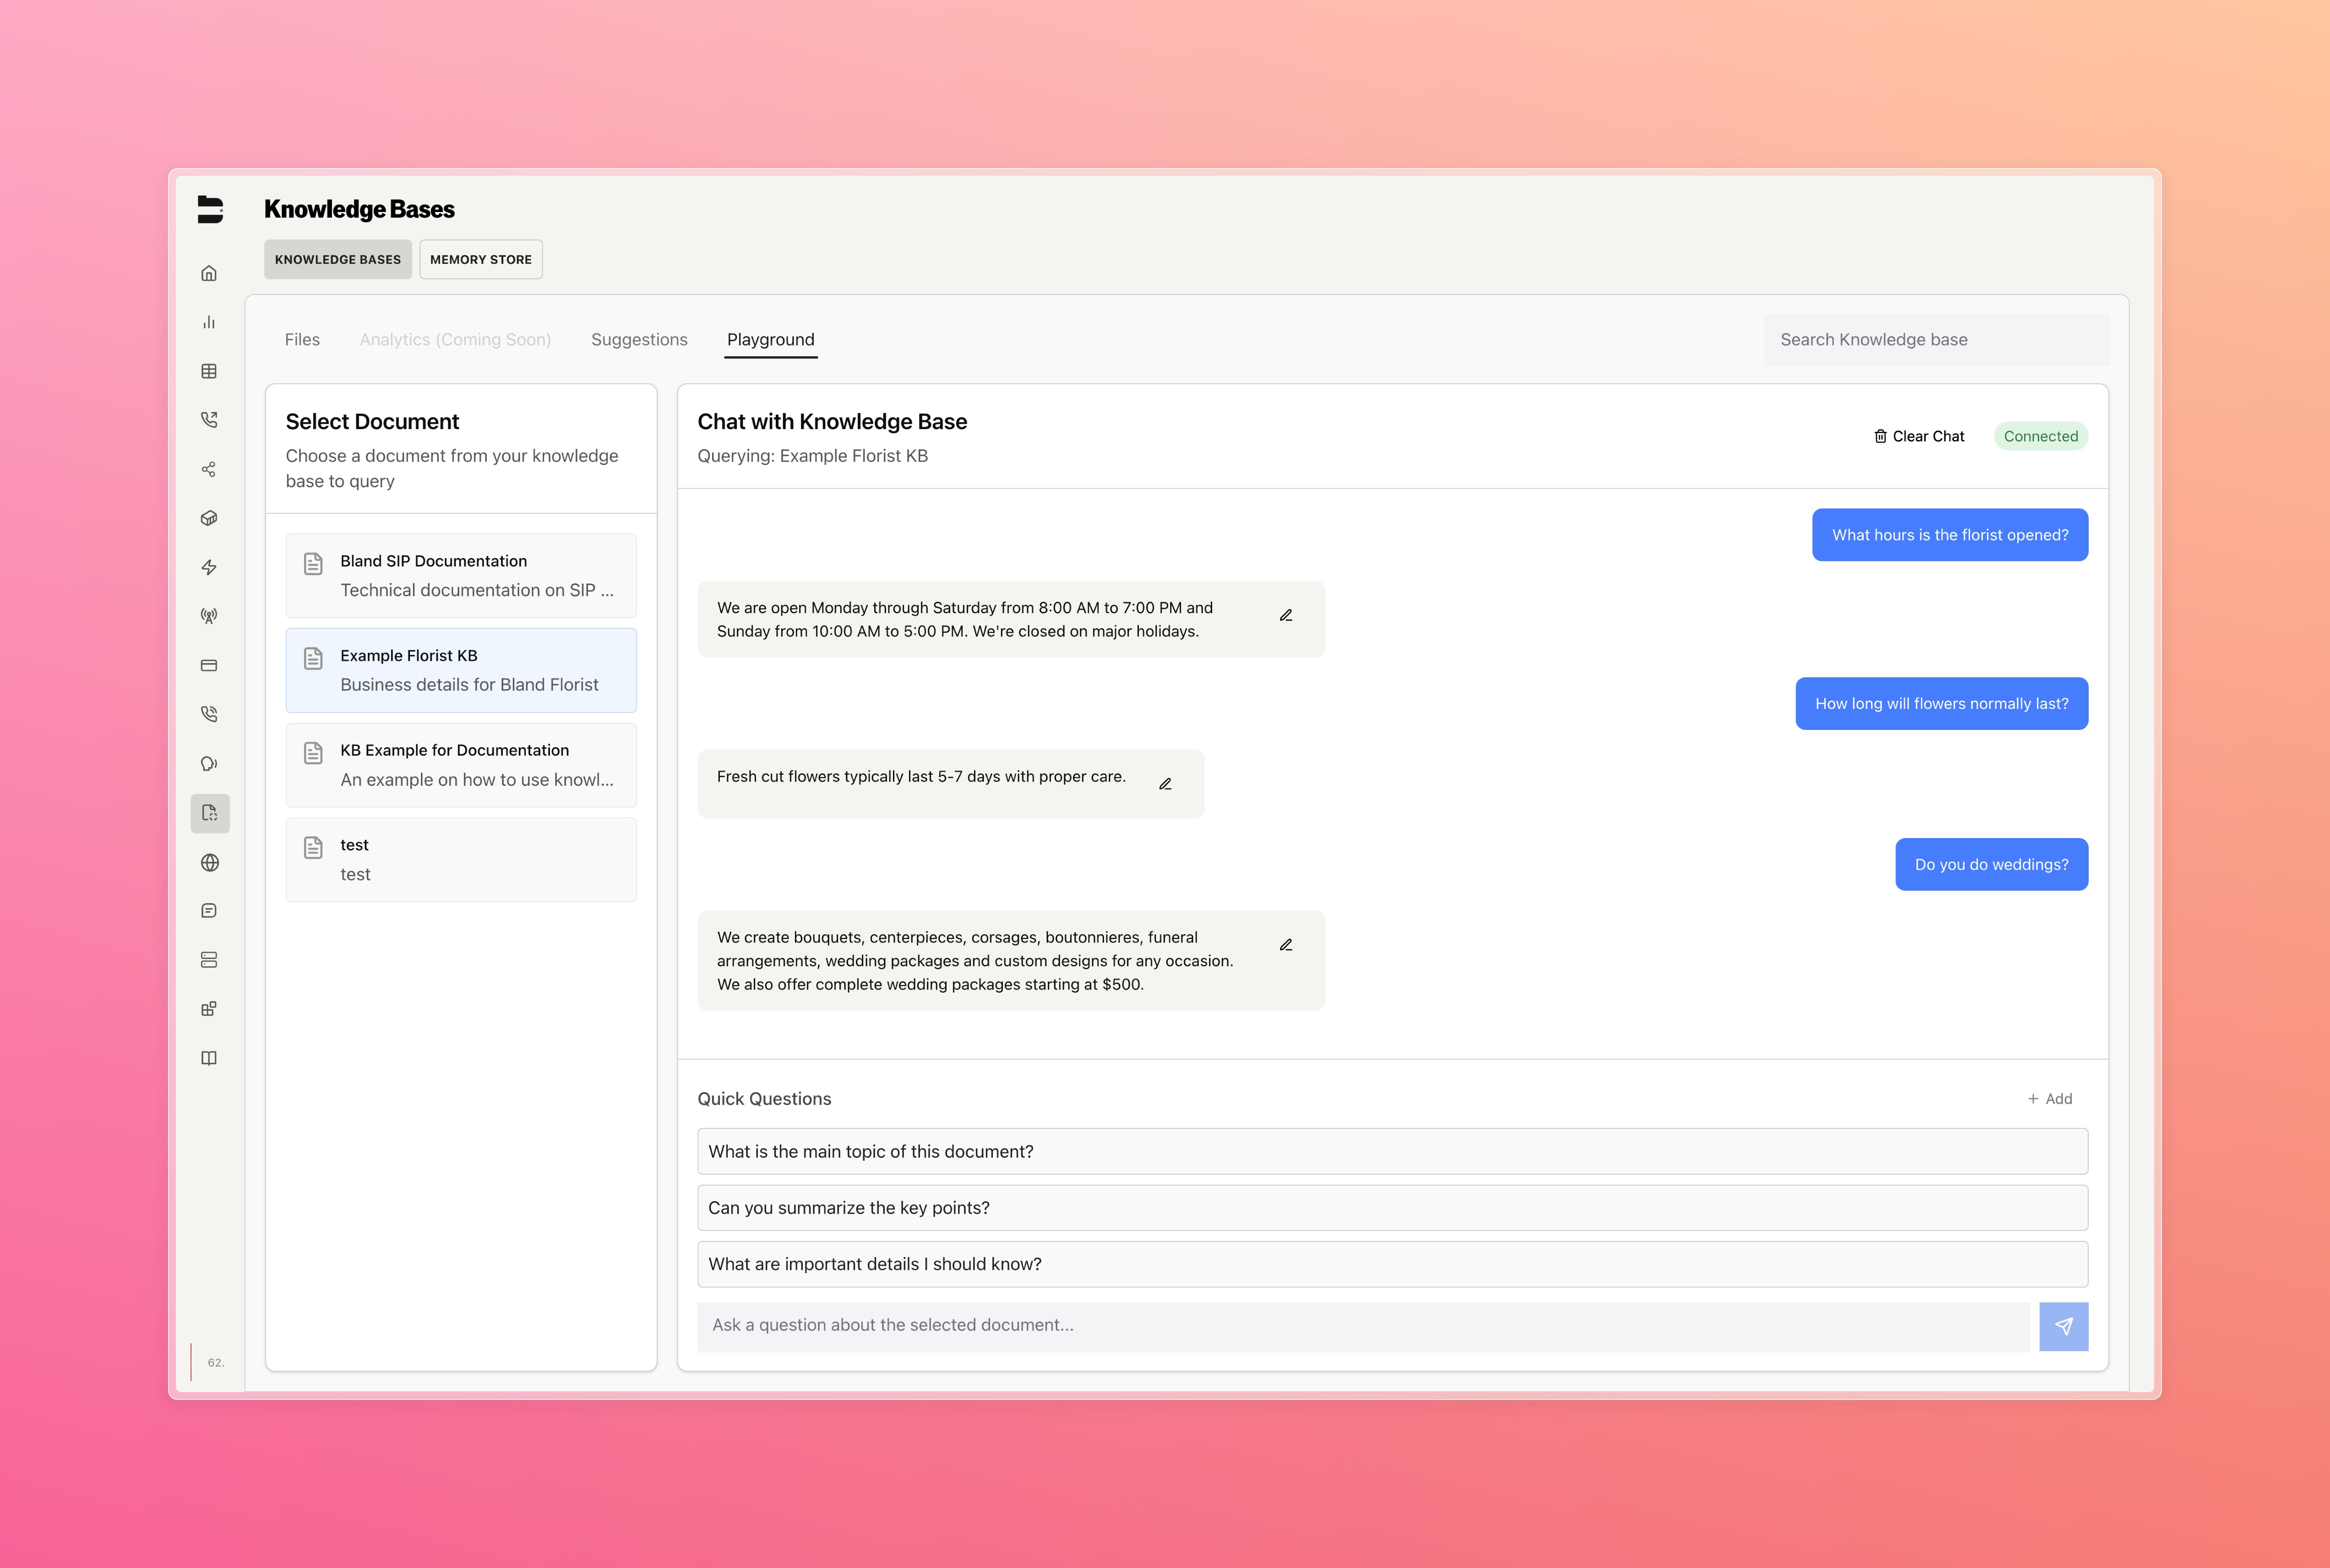 Knowledge Bases
KNOWLEDGE BASES
MEMORY STORE
Files
Analytics (Coming Soon)
Suggestions
Playground
Search Knowledge base
Select Document
Choose a document from your knowledge
base to query
Bland SIP Documentation
Technical documentation on SIP ...
Example Florist KB
Business details for Bland Florist
KB Example for Documentation
An example on how to use knowl...
test
test
Chat with Knowledge Base
Querying: Example Florist KB
Clear Chat
Connected
What hours is the florist opened?
We are open Monday through Saturday from 8:00 AM to 7:00 PM and
Sunday from 10:00 AM to 5:00 PM. We're closed on major holidays.
How long will flowers normally last?
Fresh cut flowers typically last 5-7 days with proper care.
Do you do weddings?
We create bouquets, centerpieces, corsages, boutonnieres, funeral
arrangements, wedding packages and custom designs for any occasion.
We also offer complete wedding packages starting at $500.
Quick Questions
+ Add
What is the main topic of this document?
Can you summarize the key points?
What are important details I should know?
Ask a question about the selected document...
62.